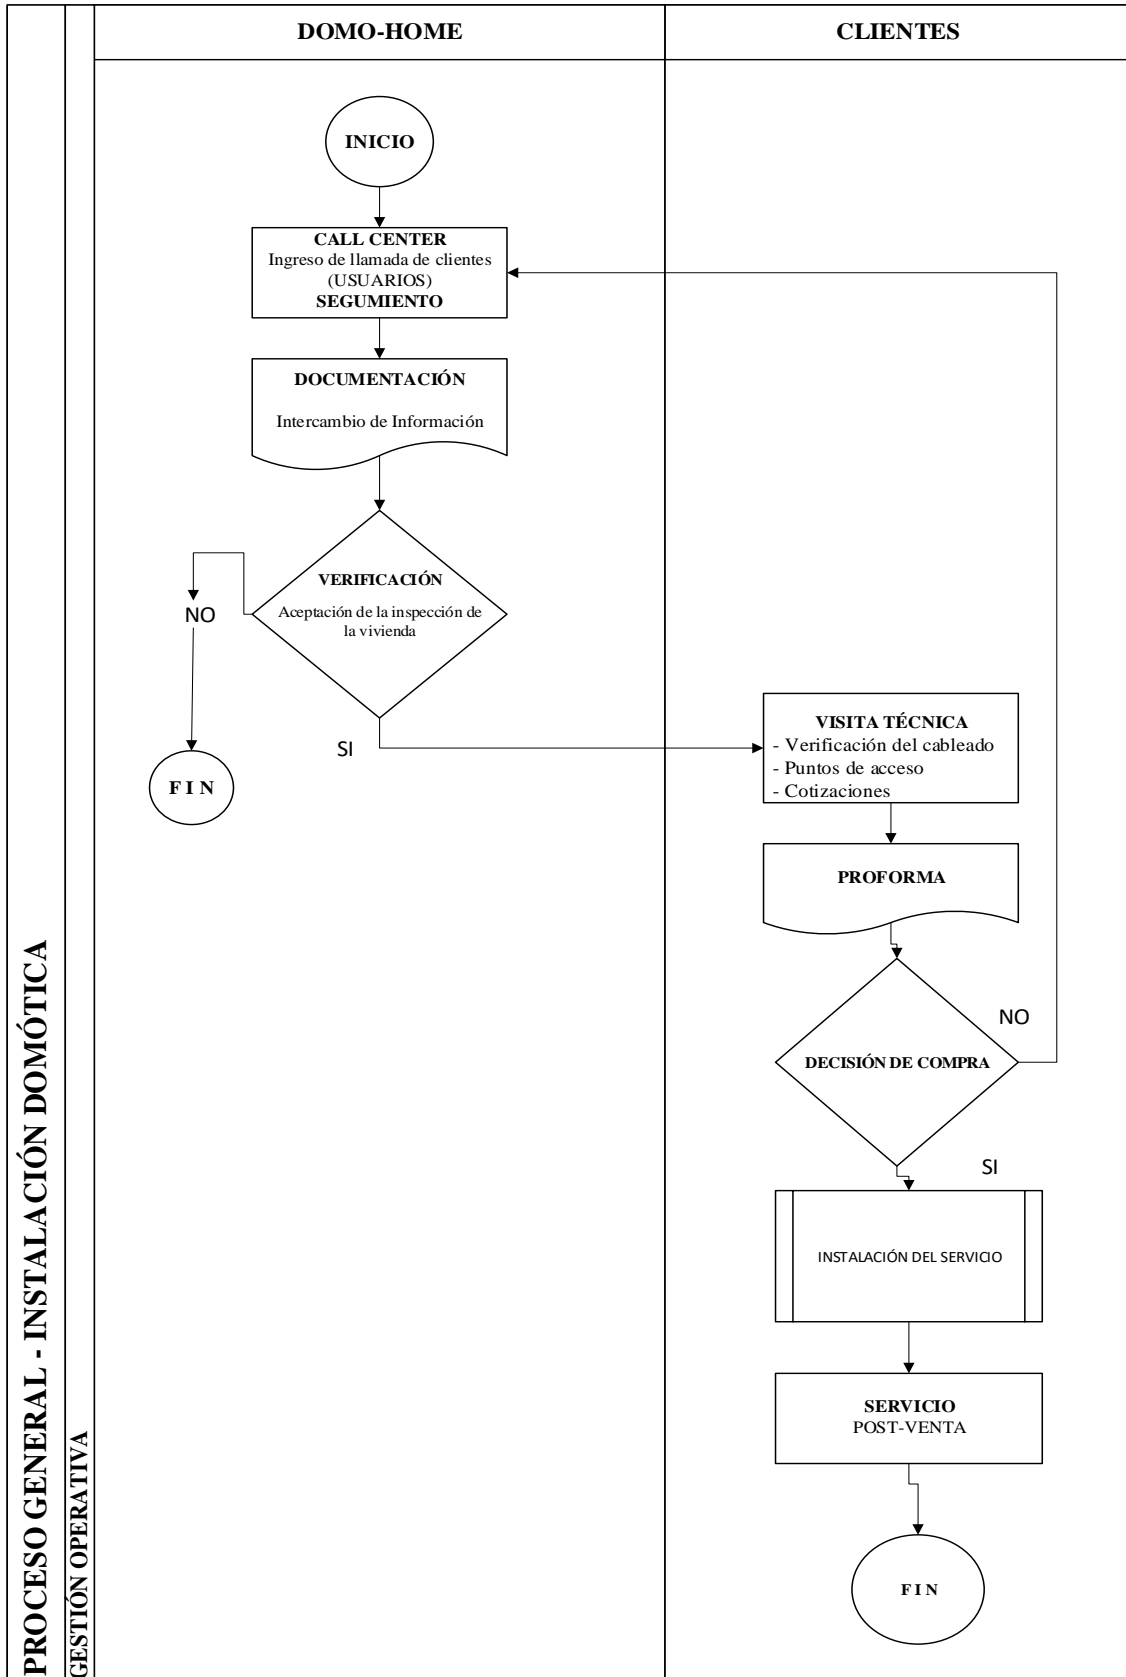 PROCESO GENERAL - INSTALACIÓN DOMÓTICA
GESTIÓN OPERATIVA
DOMO-HOME
CLIENTES
INICIO
CALL CENTER
Ingreso de llamada de clientes
(USUARIOS)
SEGUMIENTO
DOCUMENTACIÓN
Intercambio de Información
VERIFICACIÓN
Aceptación de la inspección de
la vivienda
NO
FIN
SI
VISITA TÉCNICA
- Verificación del cableado
- Puntos de acceso
- Cotizaciones
PROFORMA
DECISIÓN DE COMPRA
NO
SI
INSTALACIÓN DEL SERVICIO
SERVICIO
POST-VENTA
FIN